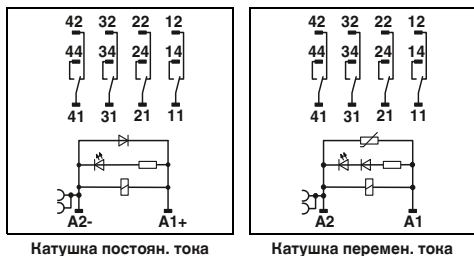 42 32 22 12
44 34 24 14
41 31 21 11
A2- A1+
Катушка постоян. тока
42 32 22 12
44 34 24 14
41 31 21 11
A2 A1
Катушка перемен. тока